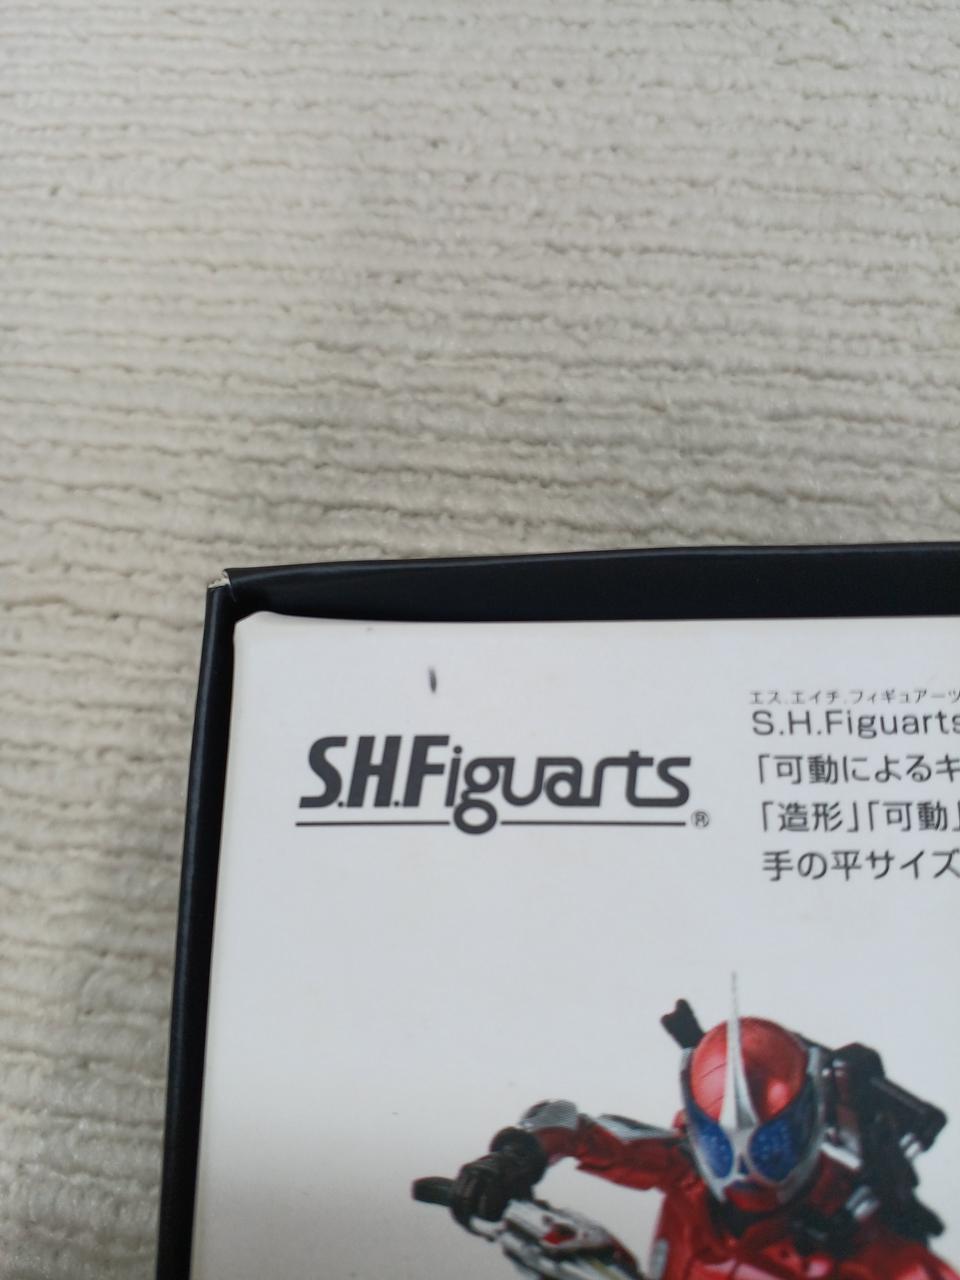 S.H.Figuarts®
エス.エイチ.フィギュアーツ
S.H.Figuarts
「可動によるキ
「造形」「可動」
手の平サイズ